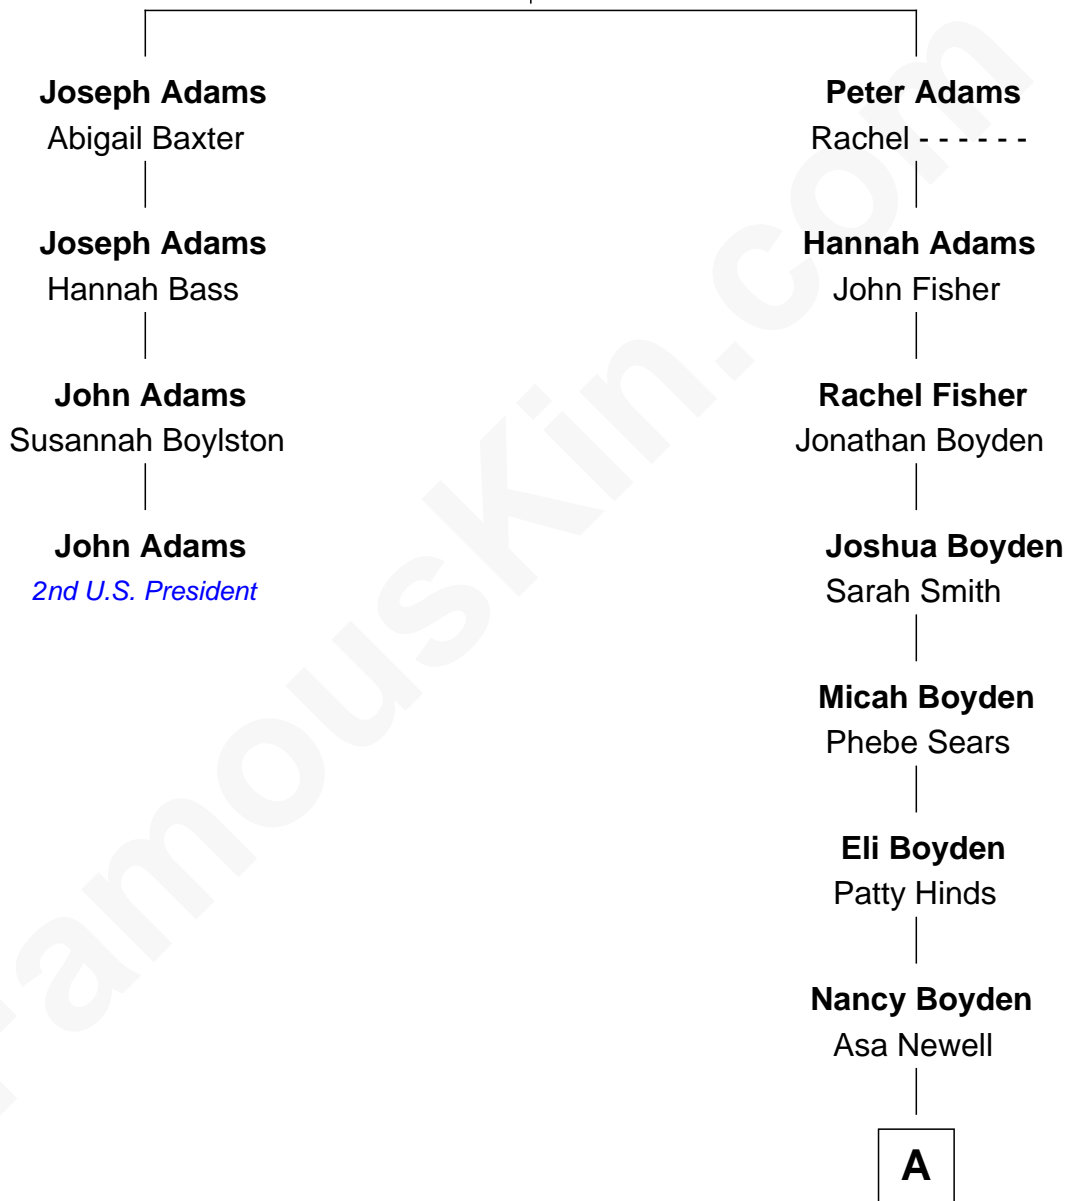 Joseph Adams
Abigail Baxter
Joseph Adams
Hannah Bass
John Adams
Susannah Boylston
John Adams
2nd U.S. President
Peter Adams
Rachel - - - - - -
Hannah Adams
John Fisher
Rachel Fisher
Jonathan Boyden
Joshua Boyden
Sarah Smith
Micah Boyden
Phebe Sears
Eli Boyden
Patty Hinds
Nancy Boyden
Asa Newell
A
FamousKin.com